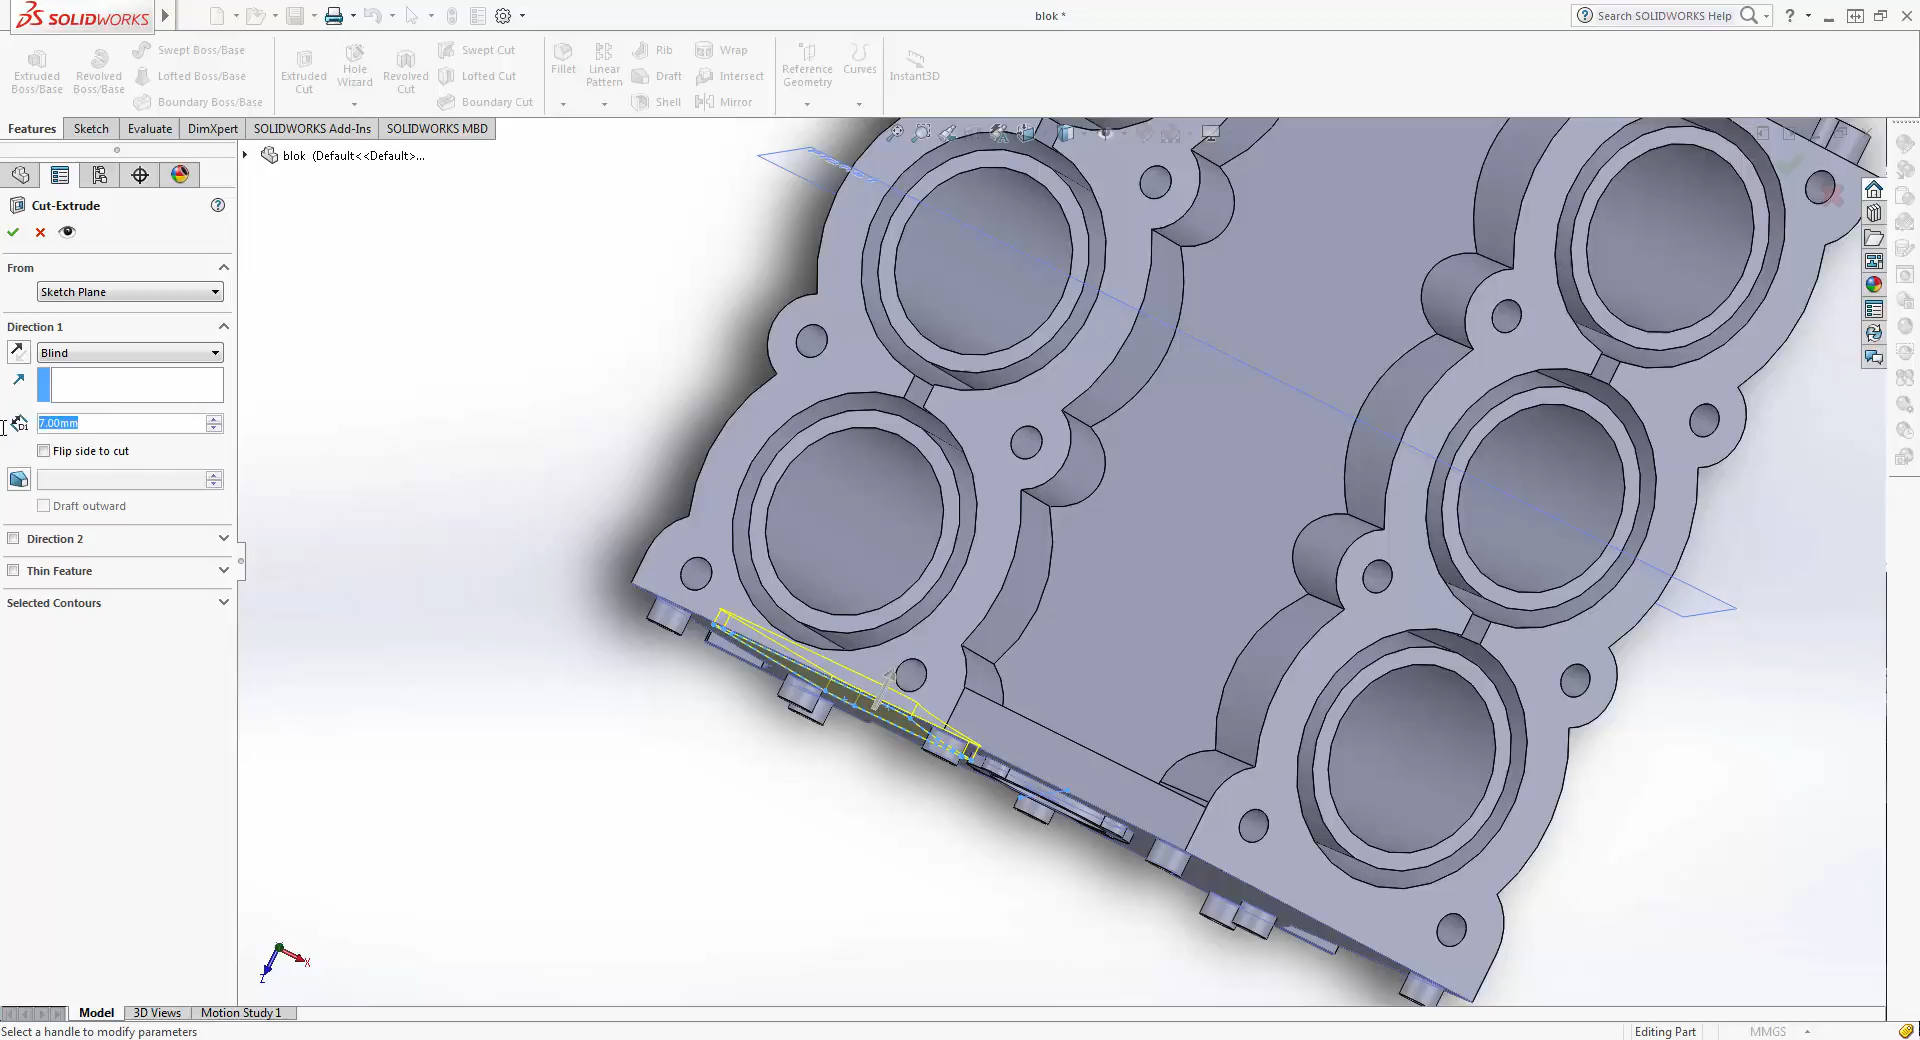 SOLIDWORKS
blok *
Search SOLIDWORKS Help
?
Extruded Boss/Base
Revolved Boss/Base
Swept Boss/Base
Lofted Boss/Base
Boundary Boss/Base
Extruded Cut
Hole Wizard
Revolved Cut
Swept Cut
Lofted Cut
Boundary Cut
Fillet
Linear Pattern
Rib
Draft
Shell
Wrap
Intersect
Mirror
Reference Geometry
Curves
Instant3D
Features
Sketch
Evaluate
DimXpert
SOLIDWORKS Add-Ins
SOLIDWORKS MBD
blok (Default<<Default>...
Cut-Extrude
From
Sketch Plane
Direction 1
Blind
D1
7.00mm
Flip side to cut
Draft outward
Direction 2
Thin Feature
Selected Contours
X
Z
Model
3D Views
Motion Study 1
Select a handle to modify parameters
Editing Part
MMGS